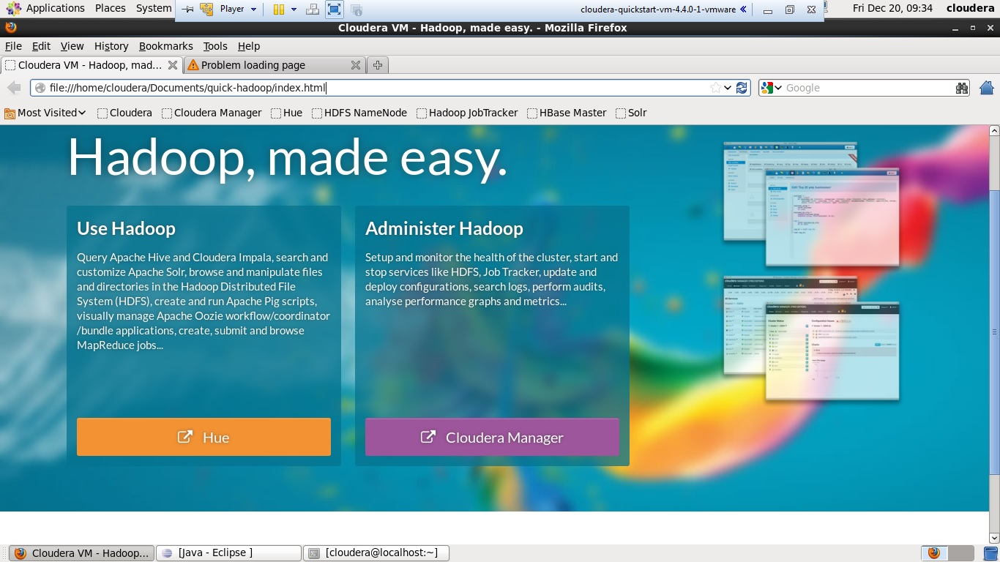 Applications Places System
Player
cloudera-quickstart-vm-4.4.0-1-vmware
Fri Dec 20, 09:34 cloudera
Cloudera VM - Hadoop, made easy. - Mozilla Firefox
File Edit View History Bookmarks Tools Help
Cloudera VM - Hadoop, mad...
Problem loading page
file:///home/cloudera/Documents/quick-hadoop/index.html
Google
Most Visited Cloudera Cloudera Manager Hue HDFS NameNode Hadoop JobTracker HBase Master Solr
Hadoop, made easy.
Use Hadoop
Query Apache Hive and Cloudera Impala, search and
customize Apache Solr, browse and manipulate files
and directories in the Hadoop Distributed File
System (HDFS), create and run Apache Pig scripts,
visually manage Apache Oozie workflow/coordinator
/bundle applications, create, submit and browse
MapReduce jobs...
Hue
Administer Hadoop
Setup and monitor the health of the cluster, start and
stop services like HDFS, Job Tracker, update and
deploy configurations, search logs, perform audits,
analyse performance graphs and metrics...
Cloudera Manager
Cloudera VM - Hadoop...
[Java - Eclipse ]
[cloudera@localhost:~]